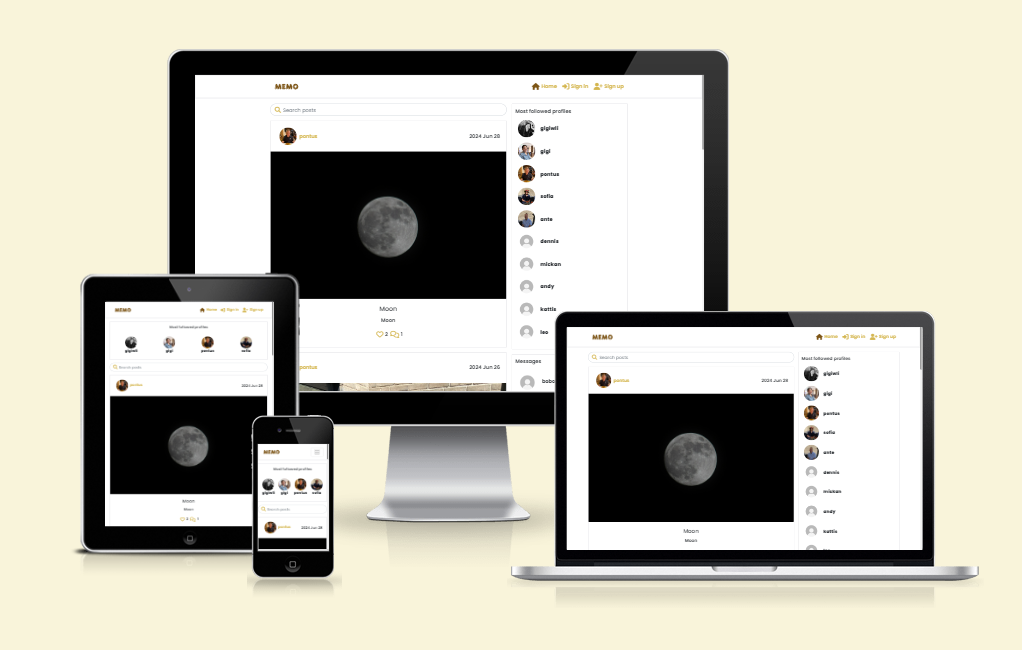 MEMO
Home Sign in Sign up
Search posts
pontus 2024 Jun 28
Moon
Moon
2 1
pontus 2024 Jun 26
Most followed profiles
gigiwii
gigi
pontus
sofia
ante
dennis
mickan
andy
kattis
leo
Messages
MEMO
Home Sign in Sign up
Most followed profiles
gigiwii gigi pontus sofia
Search posts
pontus 2024 Jun 28
Moon
Moon
MEMO
Most followed profiles
gigiwii gigi pontus sofia
Search posts
pontus 2024 Jun 28
MEMO
Home Sign in Sign up
Search posts
pontus 2024 Jun 28
Moon
Moon
Most followed profiles
gigiwii
gigi
pontus
sofia
ante
dennis
mickan
andy
kattis